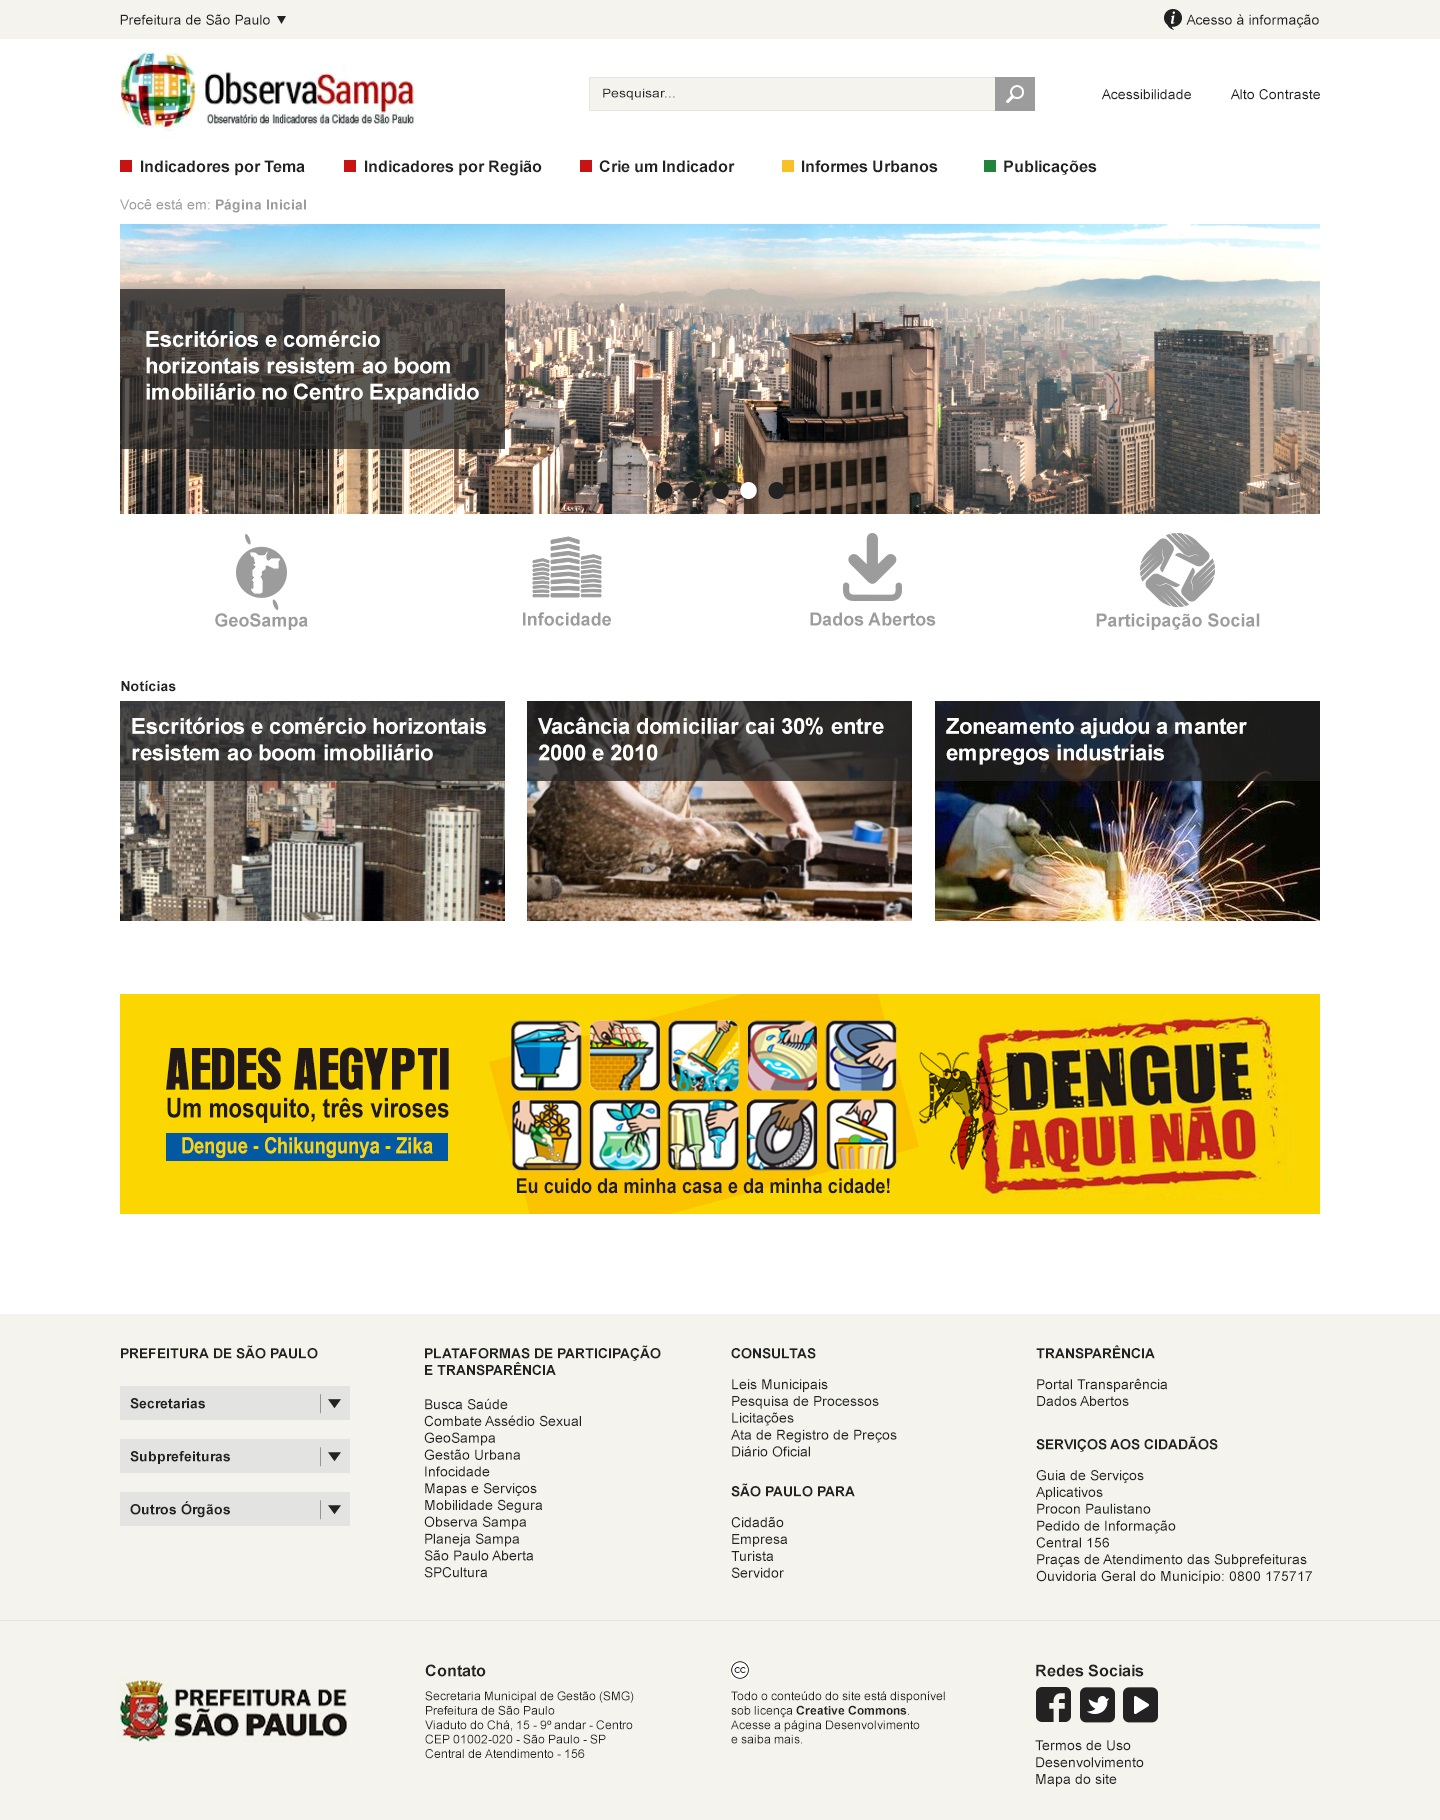 Prefeitura de São Paulo
Acesso à informação
ObservaSampa
Observatório de Indicadores da Cidade de São Paulo
Pesquisar...
Acessibilidade
Alto Contraste
Indicadores por Tema
Indicadores por Região
Crie um Indicador
Informes Urbanos
Publicações
Você está em: Página Inicial
Escritórios e comércio
horizontais resistem ao boom
imobiliário no Centro Expandido
GeoSampa
Infocidade
Dados Abertos
Participação Social
Notícias
Escritórios e comércio horizontais
resistem ao boom imobiliário
Vacância domiciliar cai 30% entre
2000 e 2010
Zoneamento ajudou a manter
empregos industriais
AEDES AEGYPTI
Um mosquito, três viroses
Dengue - Chikungunya - Zika
Eu cuido da minha casa e da minha cidade!
DENGUE
AQUI NÃO
PREFEITURA DE SÃO PAULO
Secretarias
Subprefeituras
Outros Órgãos
PLATAFORMAS DE PARTICIPAÇÃO
E TRANSPARÊNCIA
Busca Saúde
Combate Assédio Sexual
GeoSampa
Gestão Urbana
Infocidade
Mapas e Serviços
Mobilidade Segura
Observa Sampa
Planeja Sampa
São Paulo Aberta
SPCultura
CONSULTAS
Leis Municipais
Pesquisa de Processos
Licitações
Ata de Registro de Preços
Diário Oficial
SÃO PAULO PARA
Cidadão
Empresa
Turista
Servidor
TRANSPARÊNCIA
Portal Transparência
Dados Abertos
SERVIÇOS AOS CIDADÃOS
Guia de Serviços
Aplicativos
Procon Paulistano
Pedido de Informação
Central 156
Praças de Atendimento das Subprefeituras
Ouvidoria Geral do Município: 0800 175717
PREFEITURA DE
SÃO PAULO
Contato
Secretaria Municipal de Gestão (SMG)
Prefeitura de São Paulo
Viaduto do Chá, 15 - 9º andar - Centro
CEP 01002-020 - São Paulo - SP
Central de Atendimento - 156
cc
Todo o conteúdo do site está disponível
sob licença Creative Commons.
Acesse a página Desenvolvimento
e saiba mais.
Redes Sociais
Termos de Uso
Desenvolvimento
Mapa do site